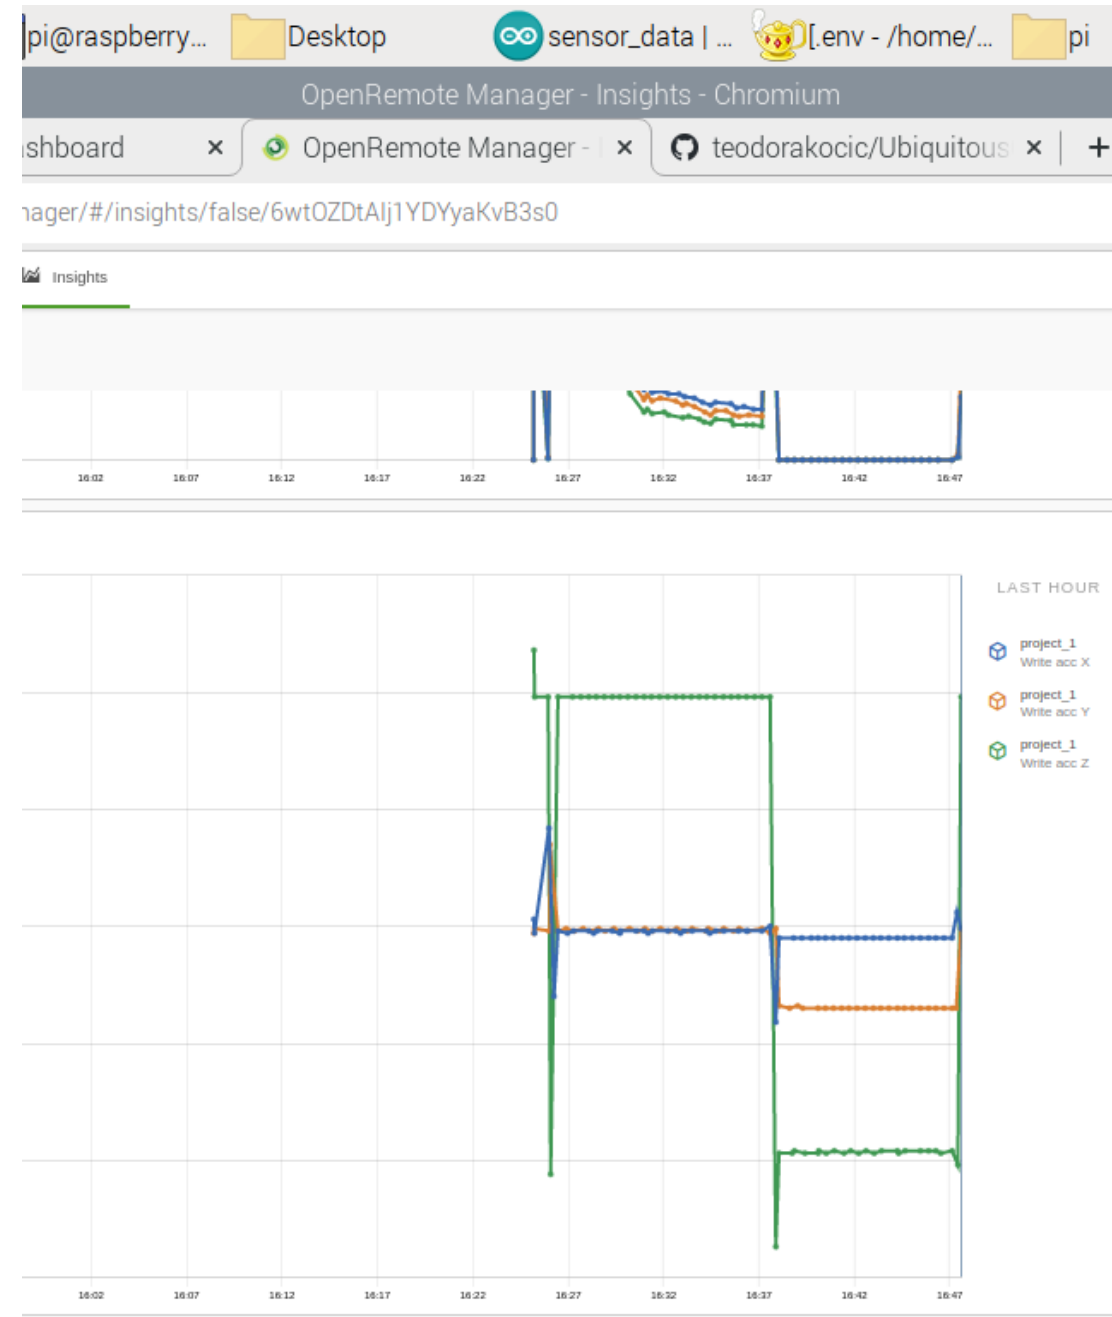 pi@raspberry... Desktop sensor_data | ... [.env - /home/... pi
OpenRemote Manager - Insights - Chromium
shboard × OpenRemote Manager - × teodorakocic/Ubiquitous × | +
nager/#/insights/false/6wtOZDtAIj1YDYyaKvB3s0
Insights
16:02 16:07 16:12 16:17 16:22 16:27 16:32 16:37 16:42 16:47
LAST HOUR
project_1
Write acc X
project_1
Write acc Y
project_1
Write acc Z
16:02 16:07 16:12 16:17 16:22 16:27 16:32 16:37 16:42 16:47